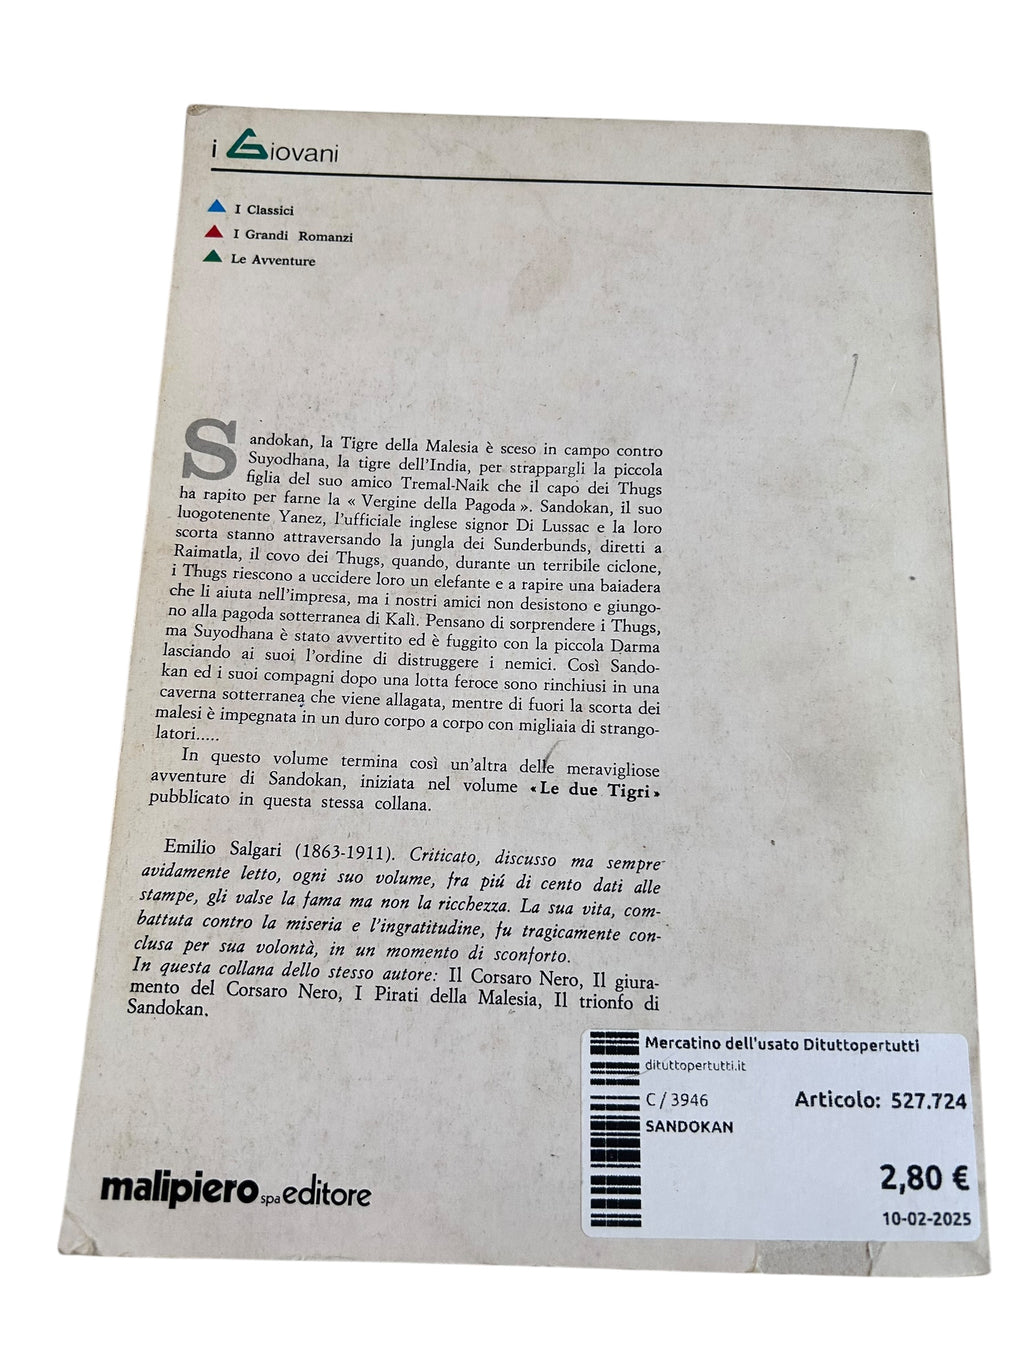 i Giovani
I Classici
I Grandi Romanzi
Le Avventure
Sandokan, la Tigre della Malesia è sceso in campo contro
Suyodhana, la tigre dell'India, per strappargli la piccola
figlia del suo amico Tremal-Naik che il capo dei Thugs
ha rapito per farne la « Vergine della Pagoda ». Sandokan, il suo
luogotenente Yanez, l'ufficiale inglese signor Di Lussac e la loro
scorta stanno attraversando la jungla dei Sunderbunds, diretti a
Raimatla, il covo dei Thugs, quando, durante un terribile ciclone,
i Thugs riescono a uccidere loro un elefante e a rapire una baiadera
che li aiuta nell'impresa, ma i nostri amici non desistono e giungo-
no alla pagoda sotterranea di Kalì. Pensano di sorprendere i Thugs,
ma Suyodhana è stato avvertito ed è fuggito con la piccola Darma
lasciando ai suoi l'ordine di distruggere i nemici. Così Sando-
kan ed i suoi compagni dopo una lotta feroce sono rinchiusi in una
caverna sotterranea che viene allagata, mentre di fuori la scorta dei
malesi è impegnata in un duro corpo a corpo con migliaia di strango-
latori.....
In questo volume termina così un'altra delle meravigliose
avventure di Sandokan, iniziata nel volume «Le due Tigri»
pubblicato in questa stessa collana.
Emilio Salgari (1863-1911). Criticato, discusso ma sempre
avidamente letto, ogni suo volume, fra piú di cento dati alle
stampe, gli valse la fama ma non la ricchezza. La sua vita, com-
battuta contro la miseria e l'ingratitudine, fu tragicamente con-
clusa per sua volontà, in un momento di sconforto.
In questa collana dello stesso autore: Il Corsaro Nero, Il giura-
mento del Corsaro Nero, I Pirati della Malesia, Il trionfo di
Sandokan.
malipiero spa editore
Mercatino dell'usato Dituttopertutti
dituttopertutti.it
C / 3946
Articolo: 527.724
SANDOKAN
2,80 €
10-02-2025